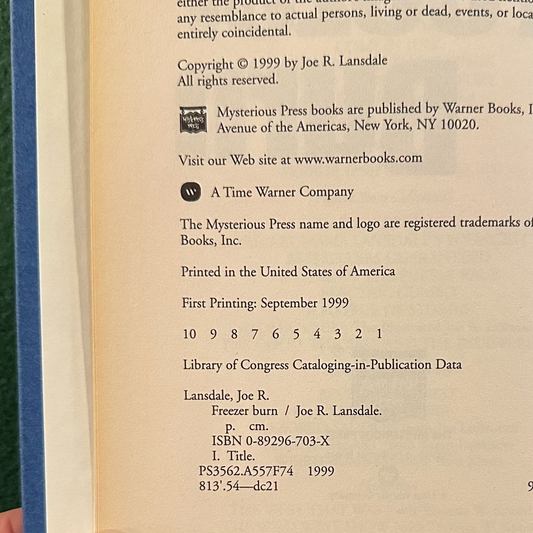 either the product of the
any resemblance to actual persons, living or dead, events, or
entirely coincidental.
Copyright © 1999 by Joe R. Lansdale
All rights reserved.
Mysterious Press books are published by Warner Books,
Avenue of the Americas, New York, NY 10020.
Visit our Web site at www.warnerbooks.com
A Time Warner Company
The Mysterious Press name and logo are registered trademarks of
Books, Inc.
Printed in the United States of America
First Printing: September 1999
10 9 8 7 6 5 4 3 2 1
Library of Congress Cataloging-in-Publication Data
Lansdale, Joe R.
Freezer burn / Joe R. Lansdale.
p. cm.
ISBN 0-89296-703-X
I. Title.
PS3562.A557F74 1999
813'.54—dc21